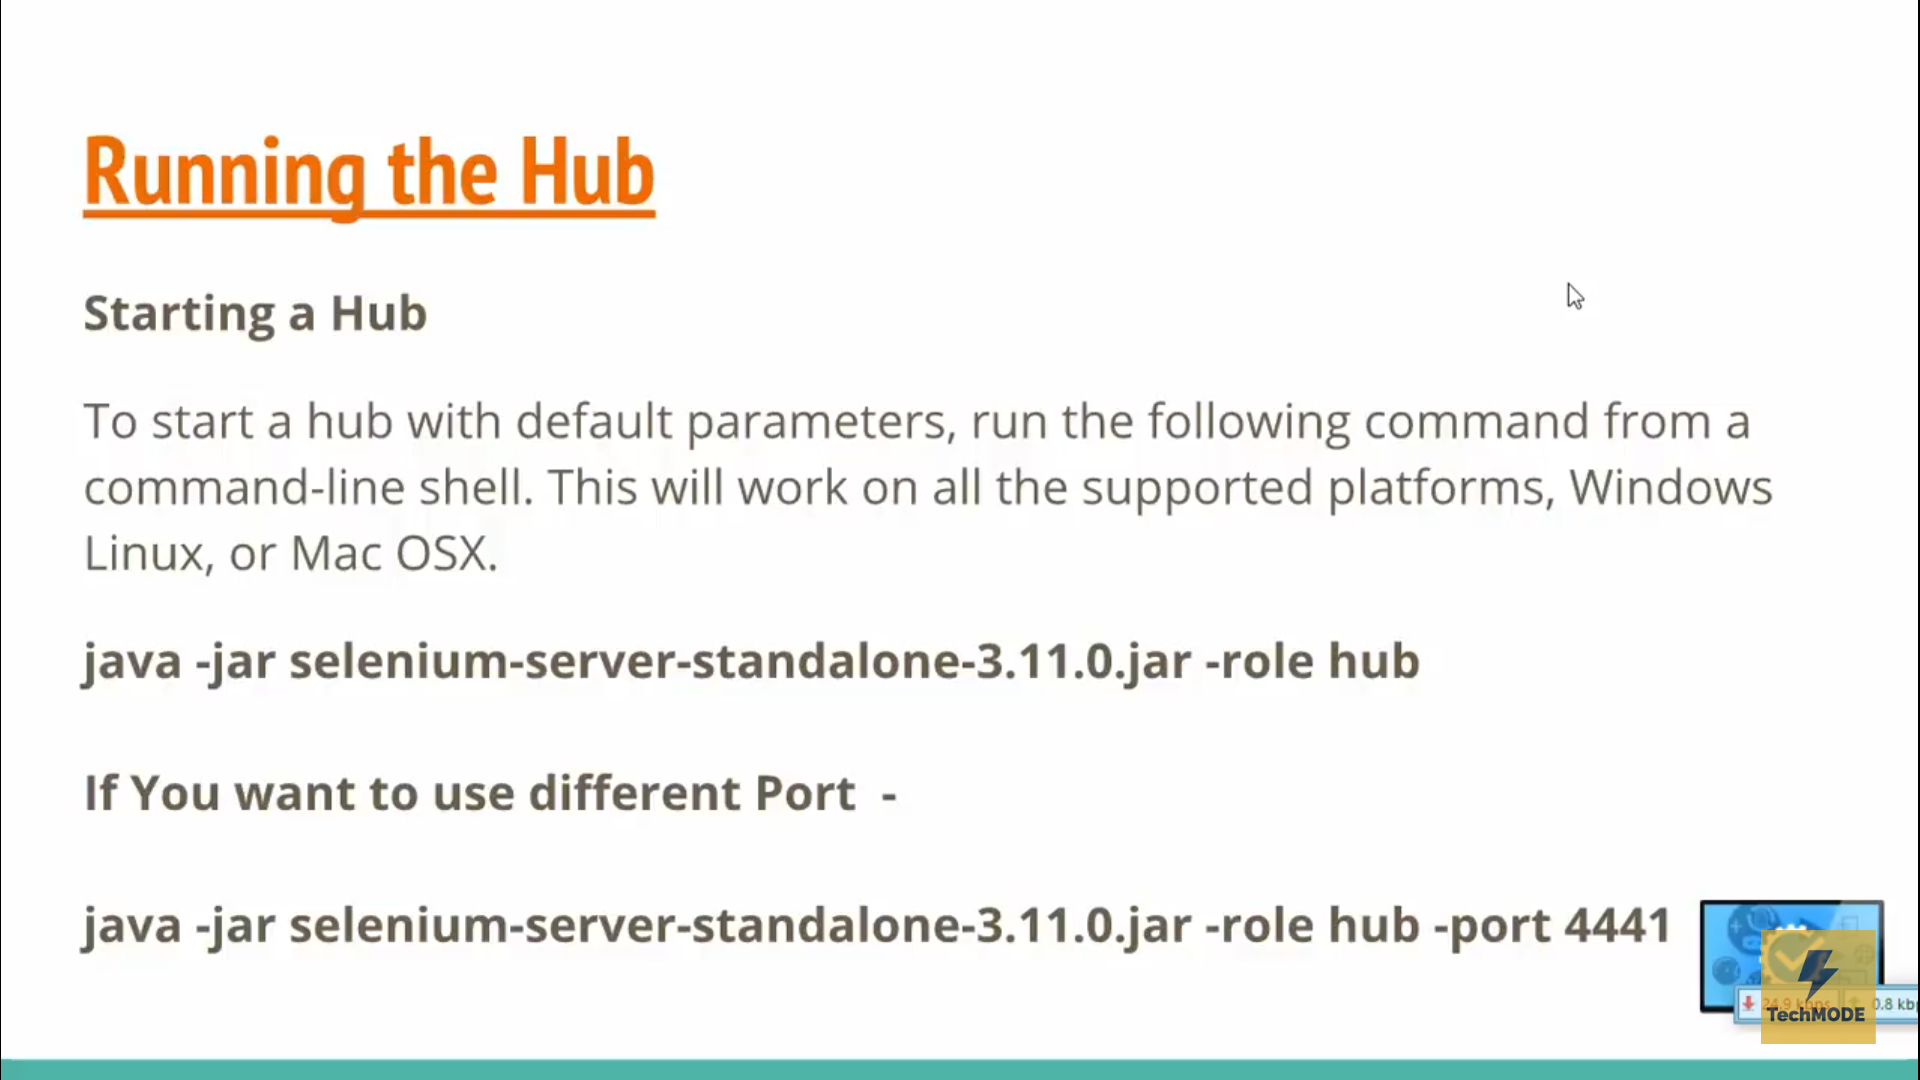 Running the Hub
Starting a Hub
To start a hub with default parameters, run the following command from a
command-line shell. This will work on all the supported platforms, Windows
Linux, or Mac OSX.
java -jar selenium-server-standalone-3.11.0.jar -role hub
If You want to use different Port -
java -jar selenium-server-standalone-3.11.0.jar -role hub -port 4441
24.9 kbps 0.8 kb
TechMODE